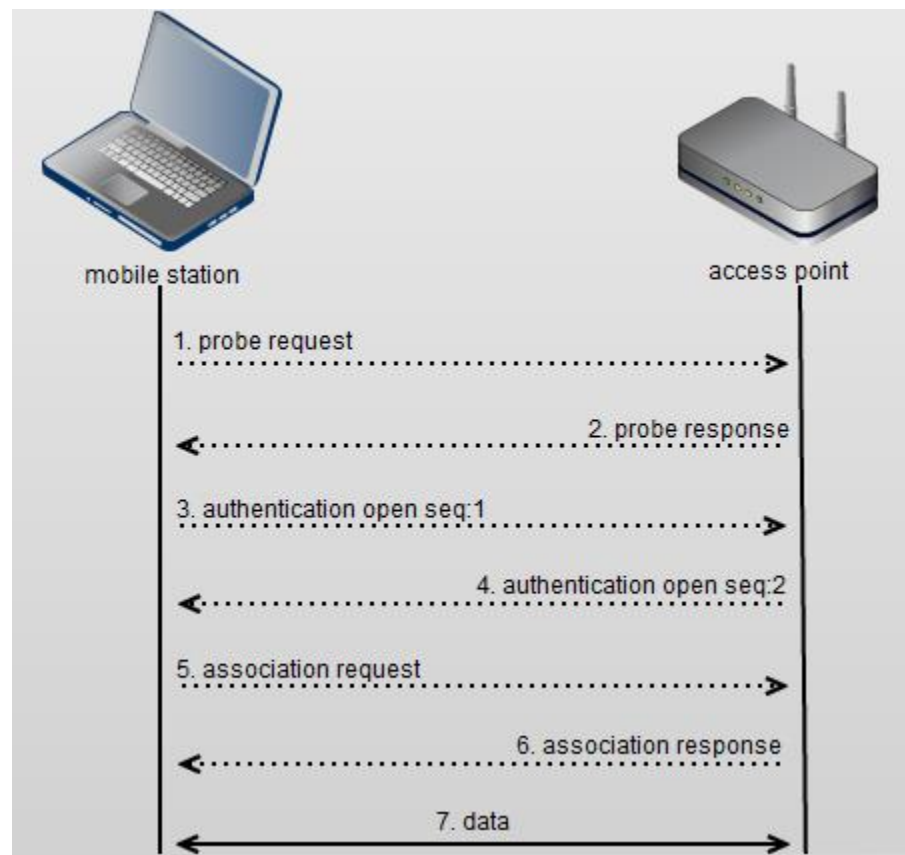 mobile station
access point
1. probe request
2. probe response
3. authentication open seq:1
4. authentication open seq:2
5. association request
6. association response
7. data